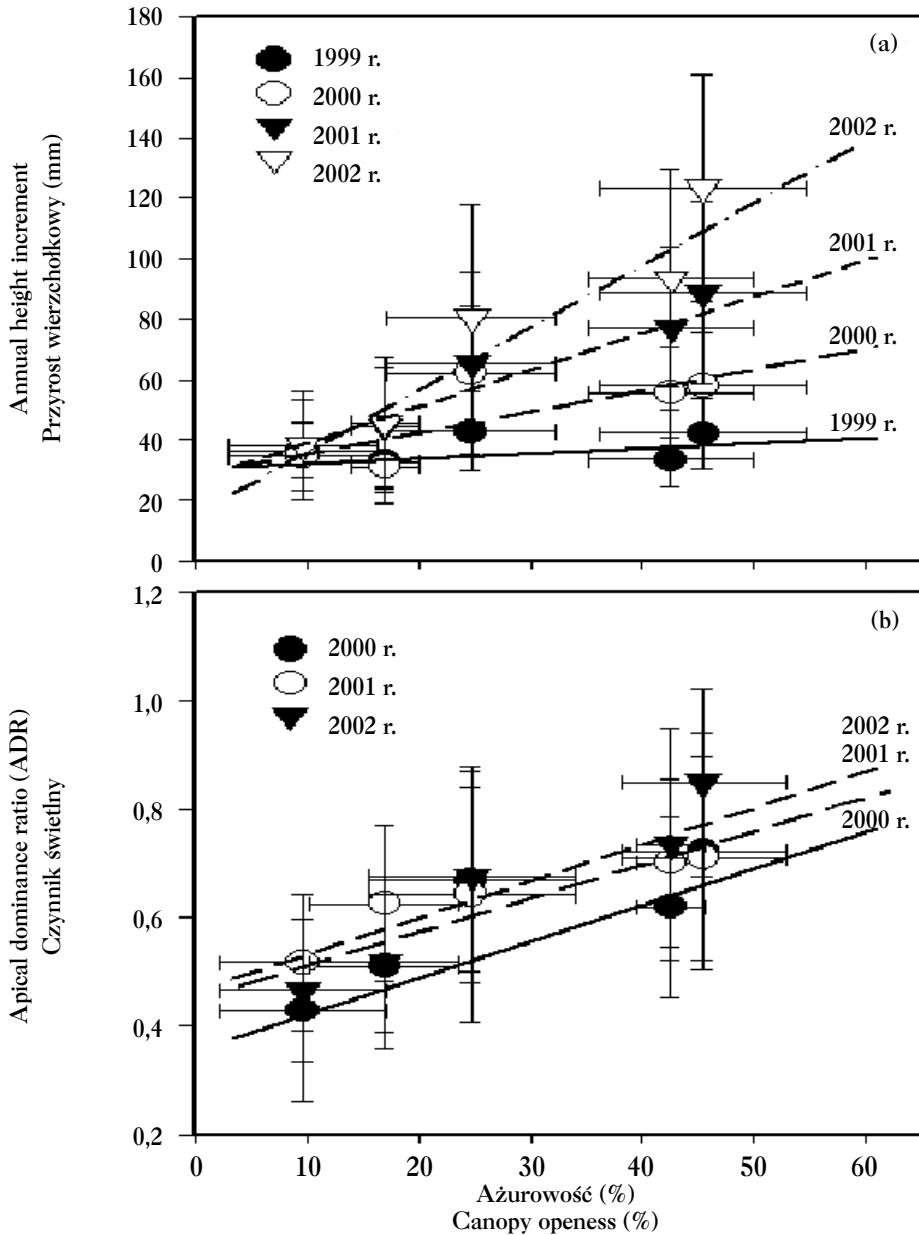 180
160
140
120
100
80
60
40
20
0
Annual height increment
Przyrost wierzchołkowy (mm)
(a)
1999 r.
2000 r.
2001 r.
2002 r.
2002 r.
2001 r.
2000 r.
1999 r.
1,2
1,0
0,8
0,6
0,4
0,2
Apical dominance ratio (ADR)
Czynnik świetlny
(b)
2000 r.
2001 r.
2002 r.
2002 r.
2001 r.
2000 r.
0 10 20 30 40 50 60
Ażurowość (%)
Canopy openess (%)